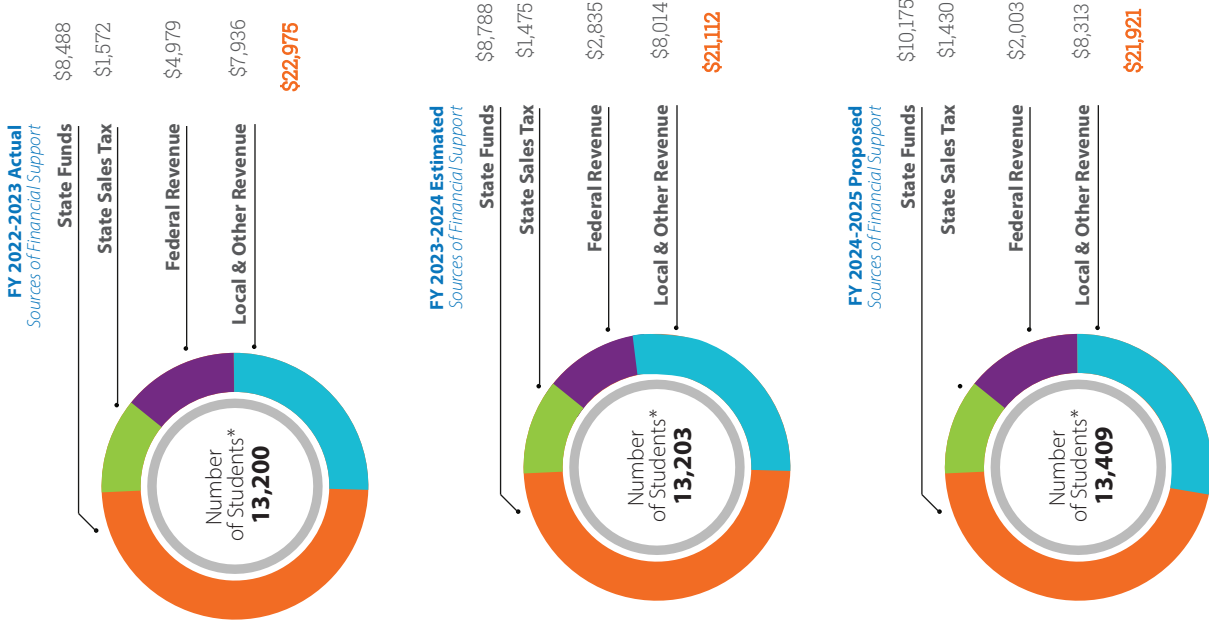 FY 2022-2023 Actual
Sources of Financial Support
State Funds $8,488
State Sales Tax $1,572
Federal Revenue $4,979
Local & Other Revenue $7,936
$22,975
Number
of Students*
13,200
FY 2023-2024 Estimated
Sources of Financial Support
State Funds $8,788
State Sales Tax $1,475
Federal Revenue $2,835
Local & Other Revenue $8,014
$21,112
Number
of Students*
13,203
FY 2024-2025 Proposed
Sources of Financial Support
State Funds $10,175
State Sales Tax $1,430
Federal Revenue $2,003
Local & Other Revenue $8,313
$21,921
Number
of Students*
13,409